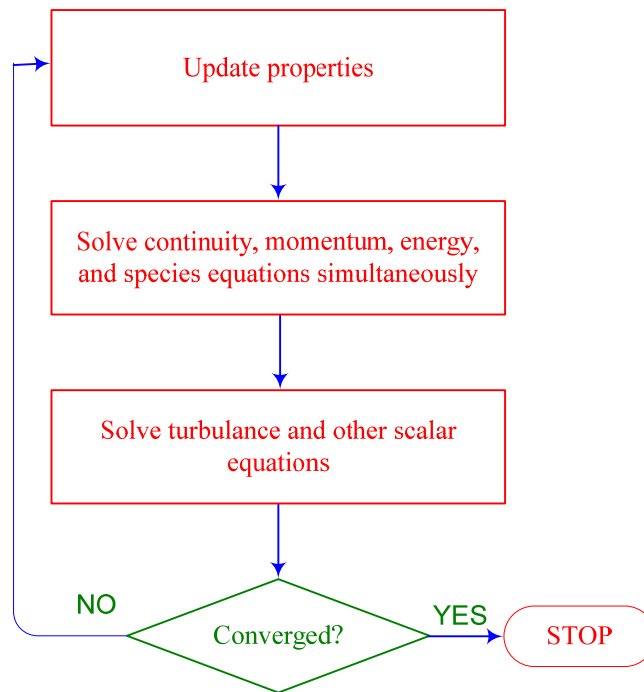 Update properties
Solve continuity, momentum, energy,
and species equations simultaneously
Solve turbulance and other scalar
equations
NO
Converged?
YES
STOP